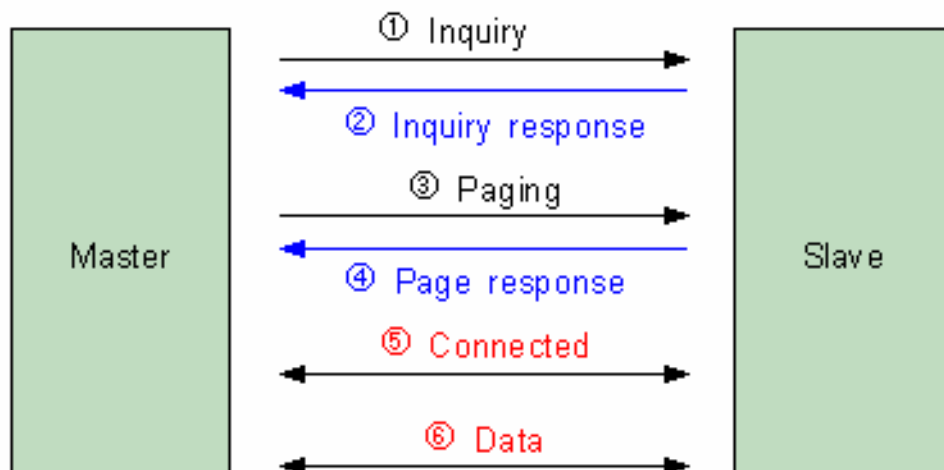 ① Inquiry
② Inquiry response
③ Paging
Master
Slave
④ Page response
⑤ Connected
⑥ Data